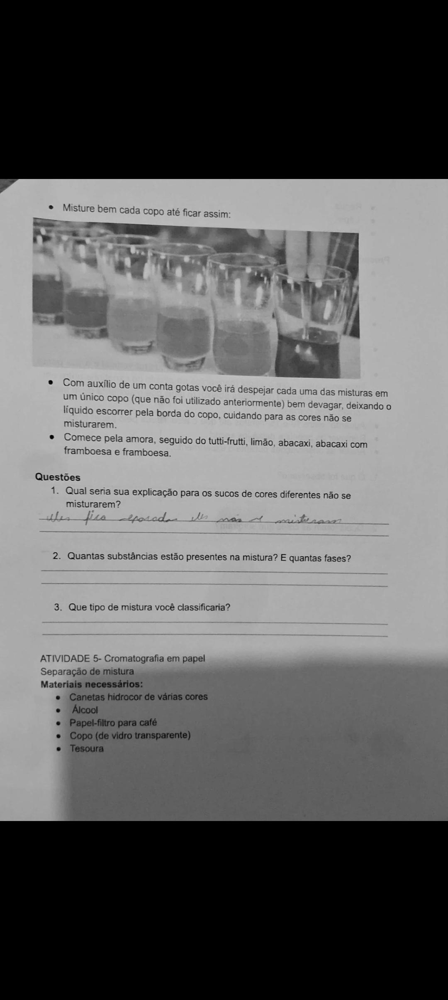 • Misture bem cada copo até ficar assim:
• Com auxílio de um conta gotas você irá despejar cada uma das misturas em
um único copo (que não foi utilizado anteriormente) bem devagar, deixando o
líquido escorrer pela borda do copo, cuidando para as cores não se
misturarem.
• Comece pela amora, seguido do tutti-frutti, limão, abacaxi, abacaxi com
framboesa e framboesa.
Questões
1. Qual seria sua explicação para os sucos de cores diferentes não se
misturarem?
fica não misturam
2. Quantas substâncias estão presentes na mistura? E quantas fases?
3. Que tipo de mistura você classificaria?
ATIVIDADE 5- Cromatografia em papel
Separação de mistura
Materiais necessários:
• Canetas hidrocor de várias cores
• Álcool
• Papel-filtro para café
• Copo (de vidro transparente)
• Tesoura